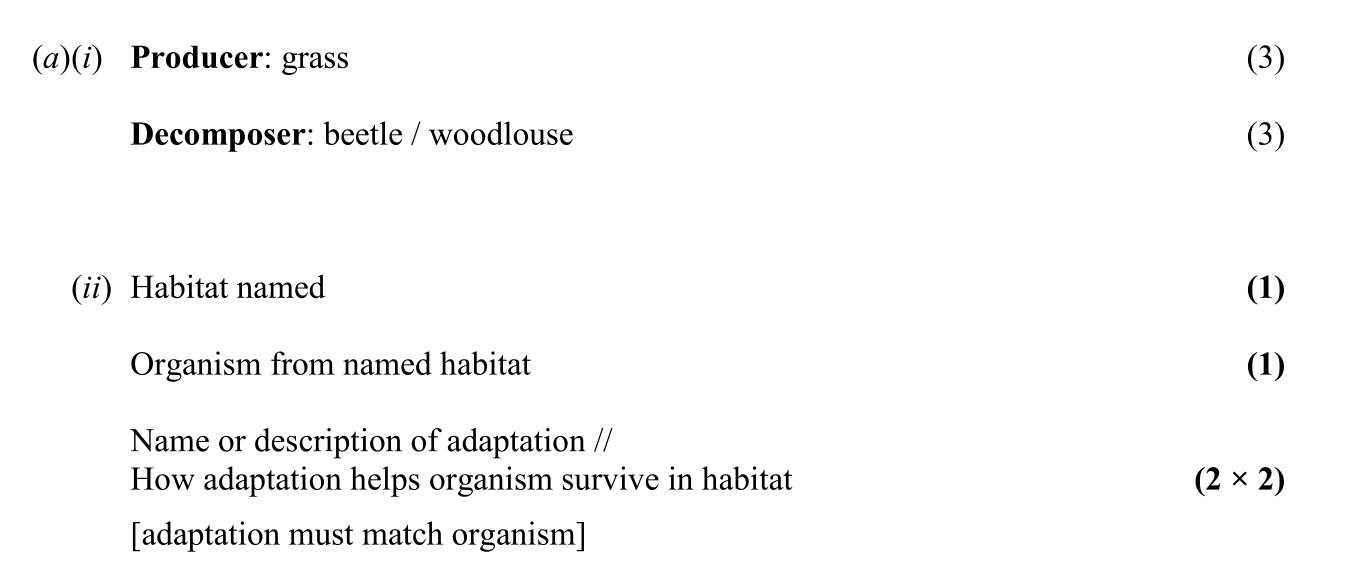 (a)(i) Producer: grass (3)
Decomposer: beetle / woodlouse (3)
(ii) Habitat named (1)
Organism from named habitat (1)
Name or description of adaptation //
How adaptation helps organism survive in habitat (2 × 2)
[adaptation must match organism]